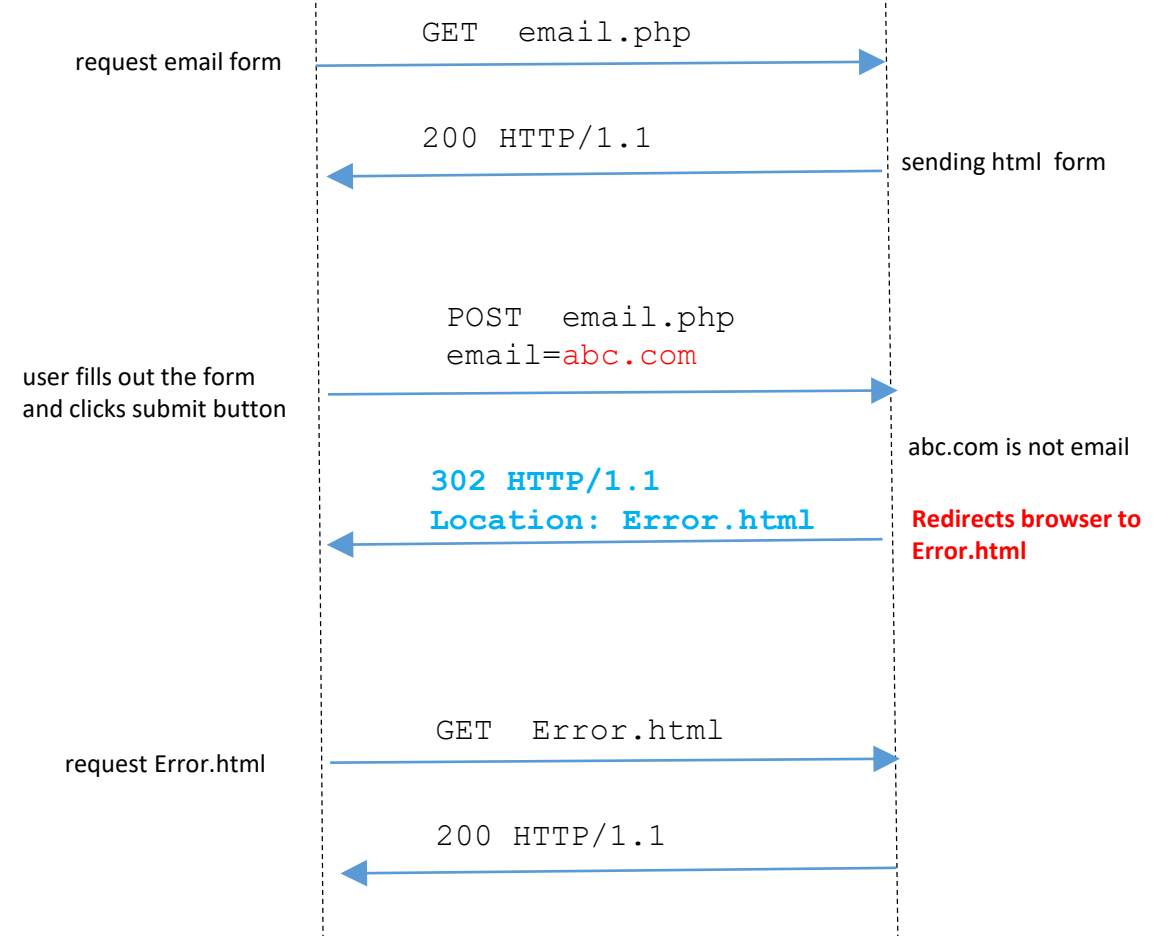 GET email.php
request email form
200 HTTP/1.1
sending html form
POST email.php
email=abc.com
user fills out the form
and clicks submit button
abc.com is not email
302 HTTP/1.1
Location: Error.html
Redirects browser to
Error.html
GET Error.html
request Error.html
200 HTTP/1.1